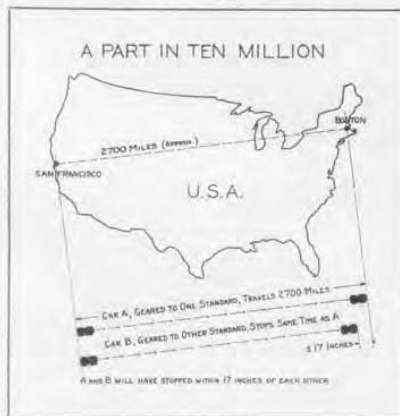 A PART IN TEN MILLION
BOSTON
2700 MILES (APPROX)
SAN FRANCISCO
U.S.A.
CAR A, GEARED TO ONE STANDARD, TRAVELS 2700 MILES
CAR B, GEARED TO OTHER STANDARD, STOPS SAME TIME AS A
17 INCHES
A AND B WILL HAVE STOPPED WITHIN 17 INCHES OF EACH OTHER